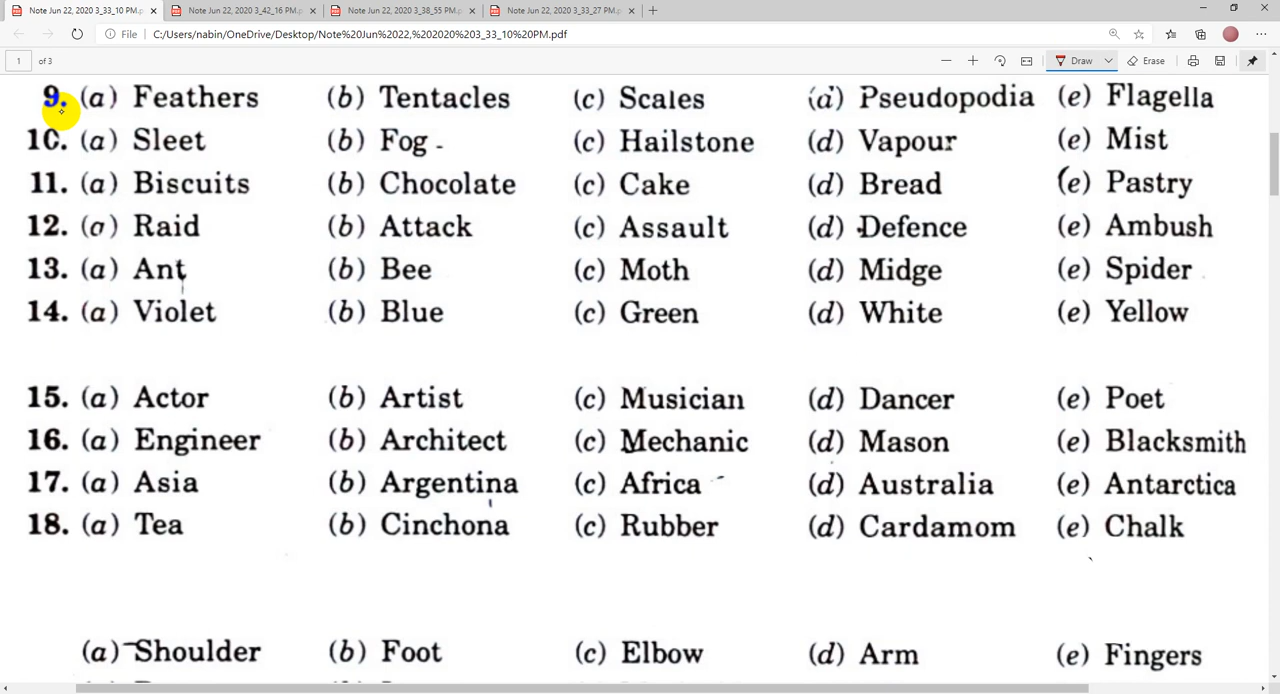 Note Jun 22, 2020 3_33_10 PM.p
Note Jun 22, 2020 3_42_16 PM.p
Note Jun 22, 2020 3_38_55 PM.p
Note Jun 22, 2020 3_33_27 PM.p
File C:/Users/nabin/OneDrive/Desktop/Note%20Jun%2022,%202020%203_33_10%20PM.pdf
1 of 3 Draw Erase
9. (a) Feathers (b) Tentacles (c) Scales (d) Pseudopodia (e) Flagella
10. (a) Sleet (b) Fog (c) Hailstone (d) Vapour (e) Mist
11. (a) Biscuits (b) Chocolate (c) Cake (d) Bread (e) Pastry
12. (a) Raid (b) Attack (c) Assault (d) Defence (e) Ambush
13. (a) Ant (b) Bee (c) Moth (d) Midge (e) Spider
14. (a) Violet (b) Blue (c) Green (d) White (e) Yellow
15. (a) Actor (b) Artist (c) Musician (d) Dancer (e) Poet
16. (a) Engineer (b) Architect (c) Mechanic (d) Mason (e) Blacksmith
17. (a) Asia (b) Argentina (c) Africa (d) Australia (e) Antarctica
18. (a) Tea (b) Cinchona (c) Rubber (d) Cardamom (e) Chalk
(a) Shoulder (b) Foot (c) Elbow (d) Arm (e) Fingers